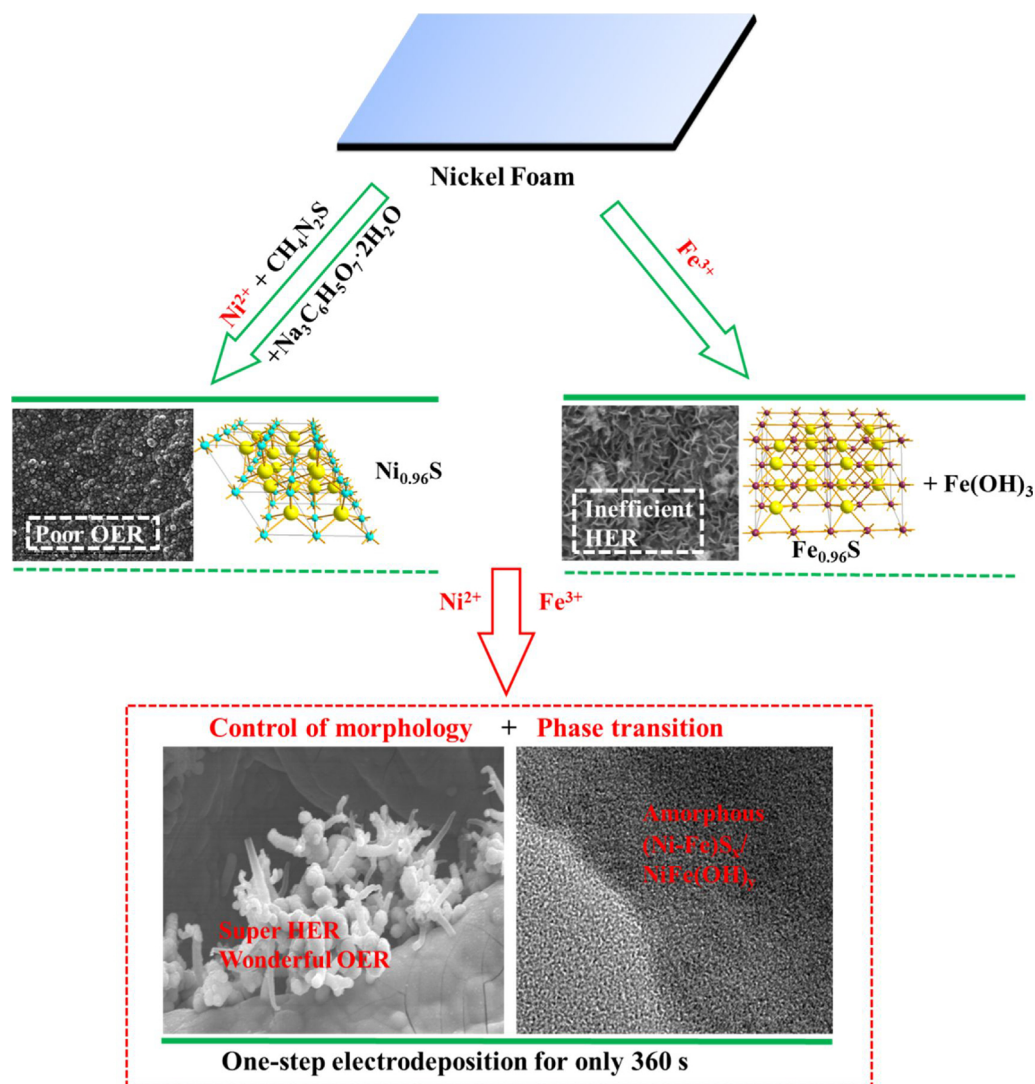 Nickel Foam
Ni²⁺ + CH₄N₂S
+Na₃C₆H₅O₇·2H₂O
Fe³⁺
Poor OER
Ni₀.₉₆S
Inefficient
HER
Fe₀.₉₆S
+ Fe(OH)₃
Ni²⁺ Fe³⁺
Control of morphology + Phase transition
Super HER
Wonderful OER
Amorphous
(Ni-Fe)Sₓ/
NiFe(OH)ᵧ
One-step electrodeposition for only 360 s